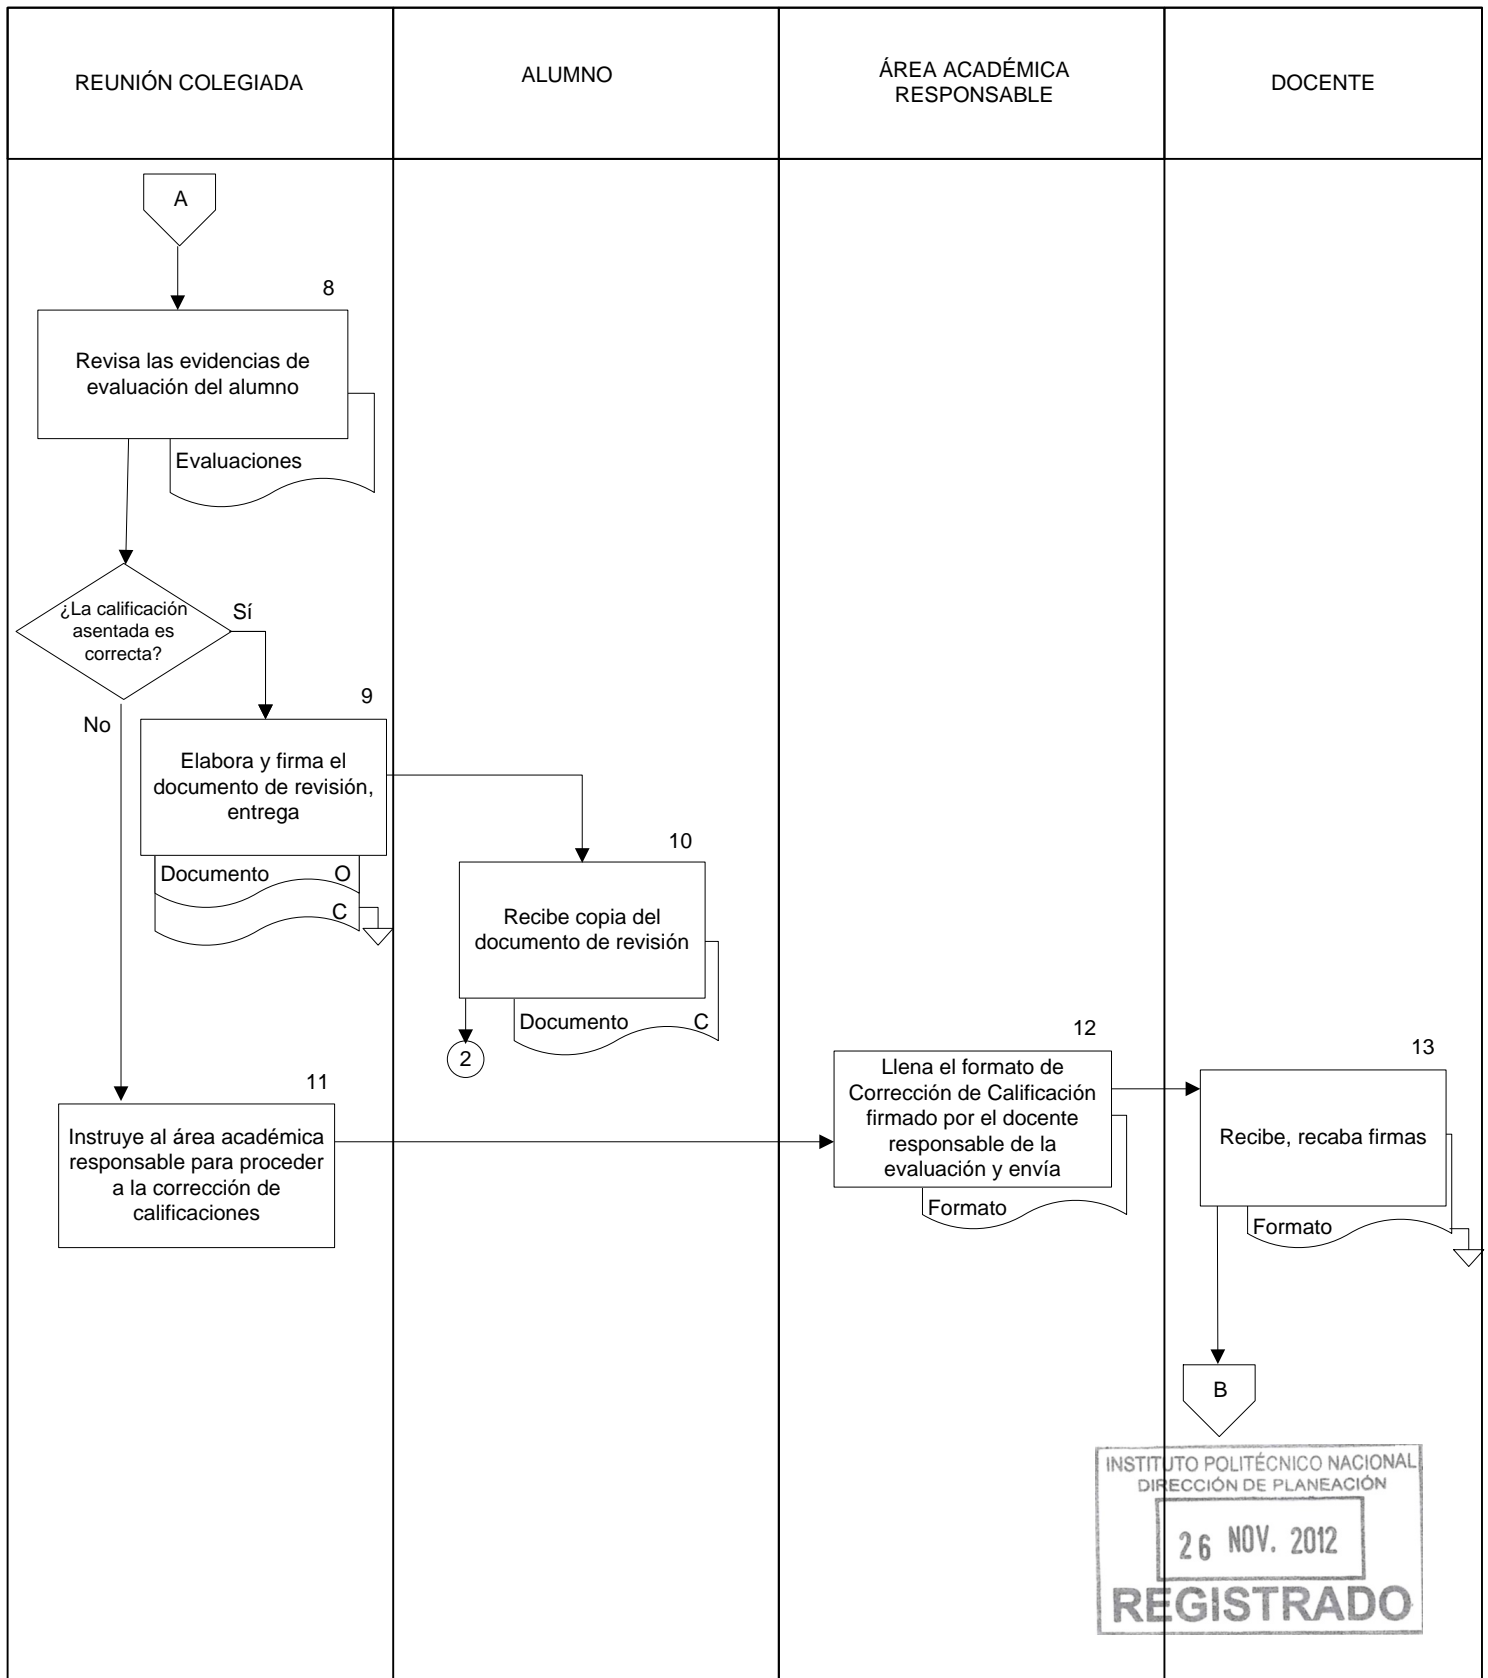 REUNIÓN COLEGIADA
ALUMNO
ÁREA ACADÉMICA
RESPONSABLE
DOCENTE
A
8
Revisa las evidencias de
evaluación del alumno
Evaluaciones
¿La calificación
asentada es
correcta?
Sí
No
9
Elabora y firma el
documento de revisión,
entrega
Documento O
C
10
Recibe copia del
documento de revisión
Documento C
2
11
Instruye al área académica
responsable para proceder
a la corrección de
calificaciones
12
Llena el formato de
Corrección de Calificación
firmado por el docente
responsable de la
evaluación y envía
Formato
13
Recibe, recaba firmas
Formato
B
INSTITUTO POLITÉCNICO NACIONAL
DIRECCIÓN DE PLANEACIÓN
26 NOV. 2012
REGISTRADO